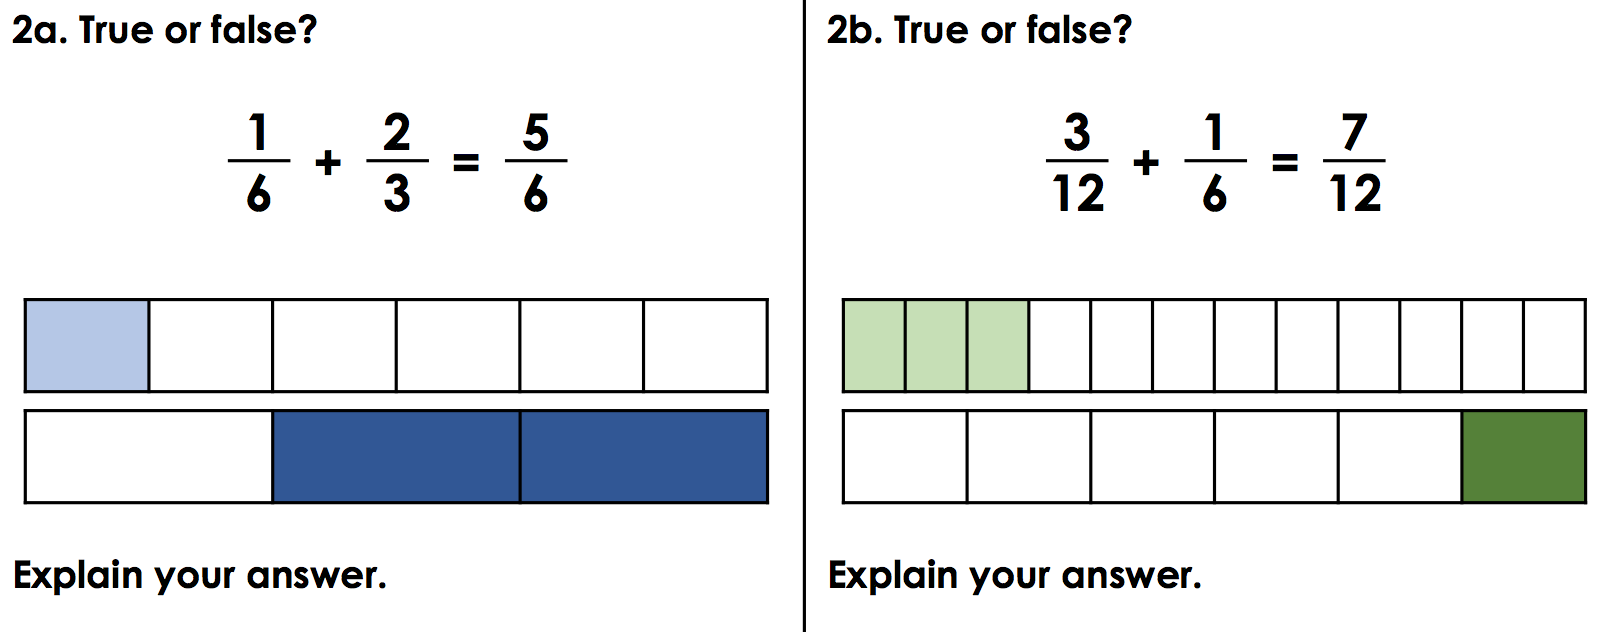 2a. True or false?
1/6 + 2/3 = 5/6
Explain your answer.
2b. True or false?
3/12 + 1/6 = 7/12
Explain your answer.